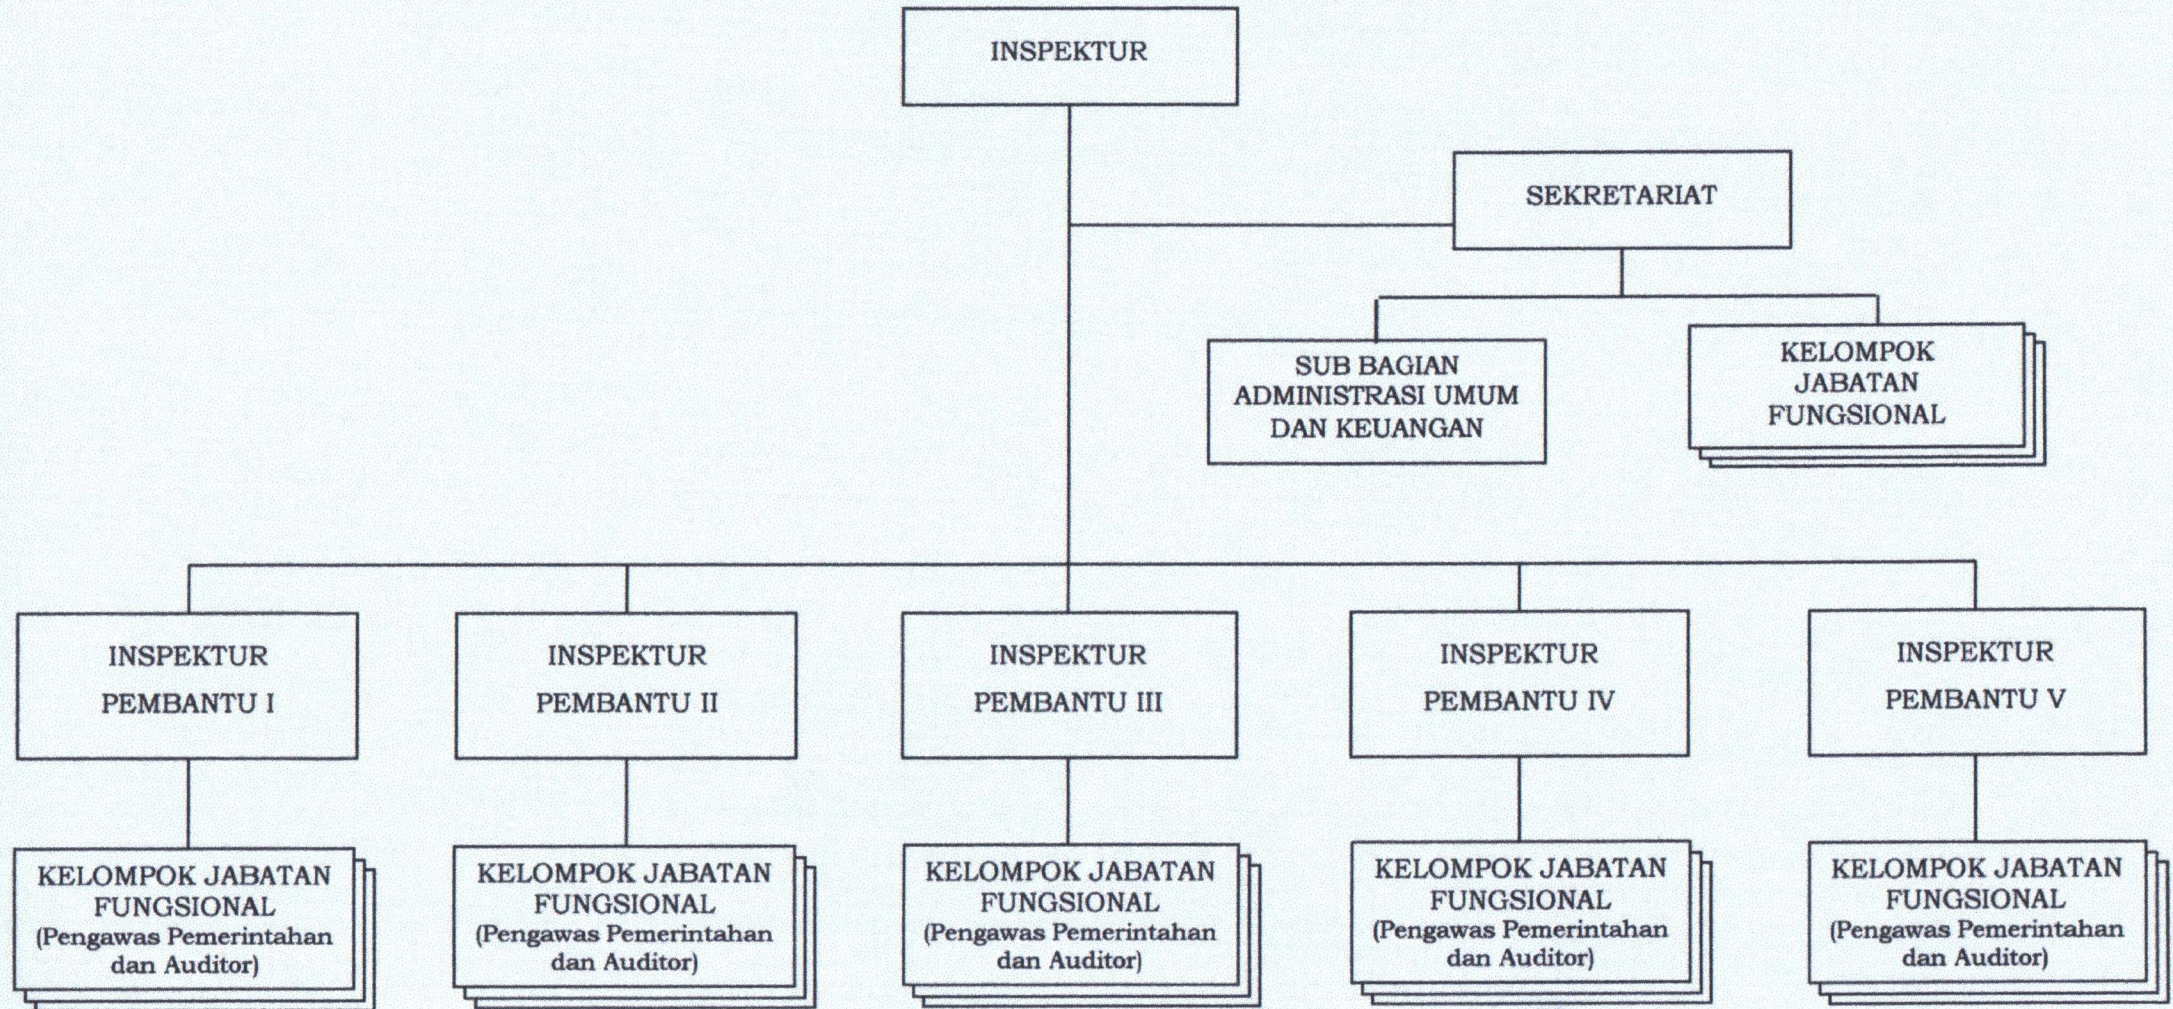 INSPEKTUR
SEKRETARIAT
SUB BAGIAN
ADMINISTRASI UMUM
DAN KEUANGAN
KELOMPOK
JABATAN
FUNGSIONAL
INSPEKTUR
PEMBANTU I
INSPEKTUR
PEMBANTU II
INSPEKTUR
PEMBANTU III
INSPEKTUR
PEMBANTU IV
INSPEKTUR
PEMBANTU V
KELOMPOK JABATAN
FUNGSIONAL
(Pengawas Pemerintahan
dan Auditor)
KELOMPOK JABATAN
FUNGSIONAL
(Pengawas Pemerintahan
dan Auditor)
KELOMPOK JABATAN
FUNGSIONAL
(Pengawas Pemerintahan
dan Auditor)
KELOMPOK JABATAN
FUNGSIONAL
(Pengawas Pemerintahan
dan Auditor)
KELOMPOK JABATAN
FUNGSIONAL
(Pengawas Pemerintahan
dan Auditor)